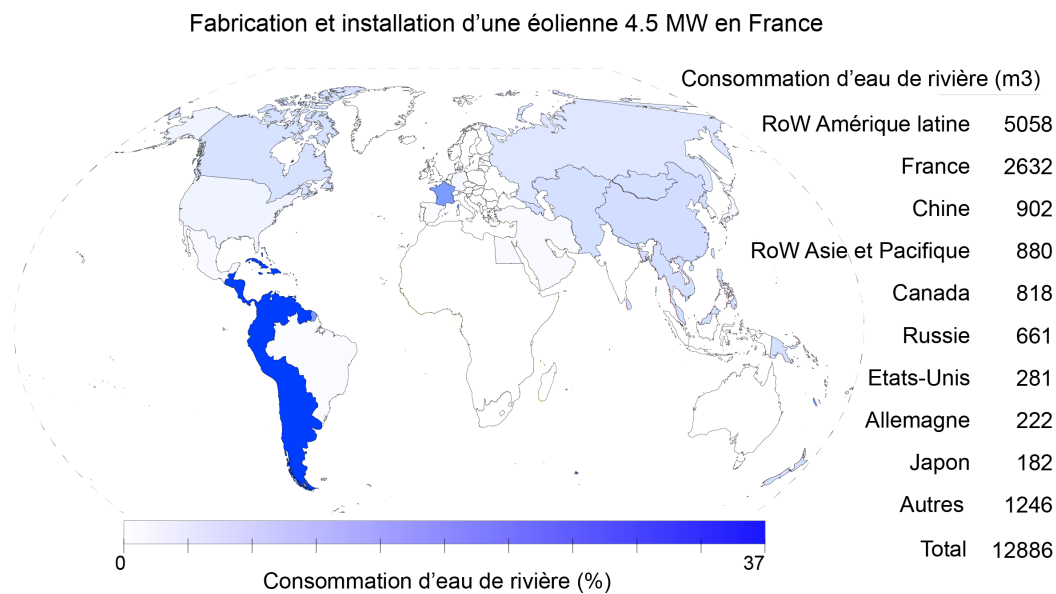 Fabrication et installation d'une éolienne 4.5 MW en France
Consommation d'eau de rivière (m3)
RoW Amérique latine 5058
France 2632
Chine 902
RoW Asie et Pacifique 880
Canada 818
Russie 661
Etats-Unis 281
Allemagne 222
Japon 182
Autres 1246
Total 12886
0 37
Consommation d'eau de rivière (%)